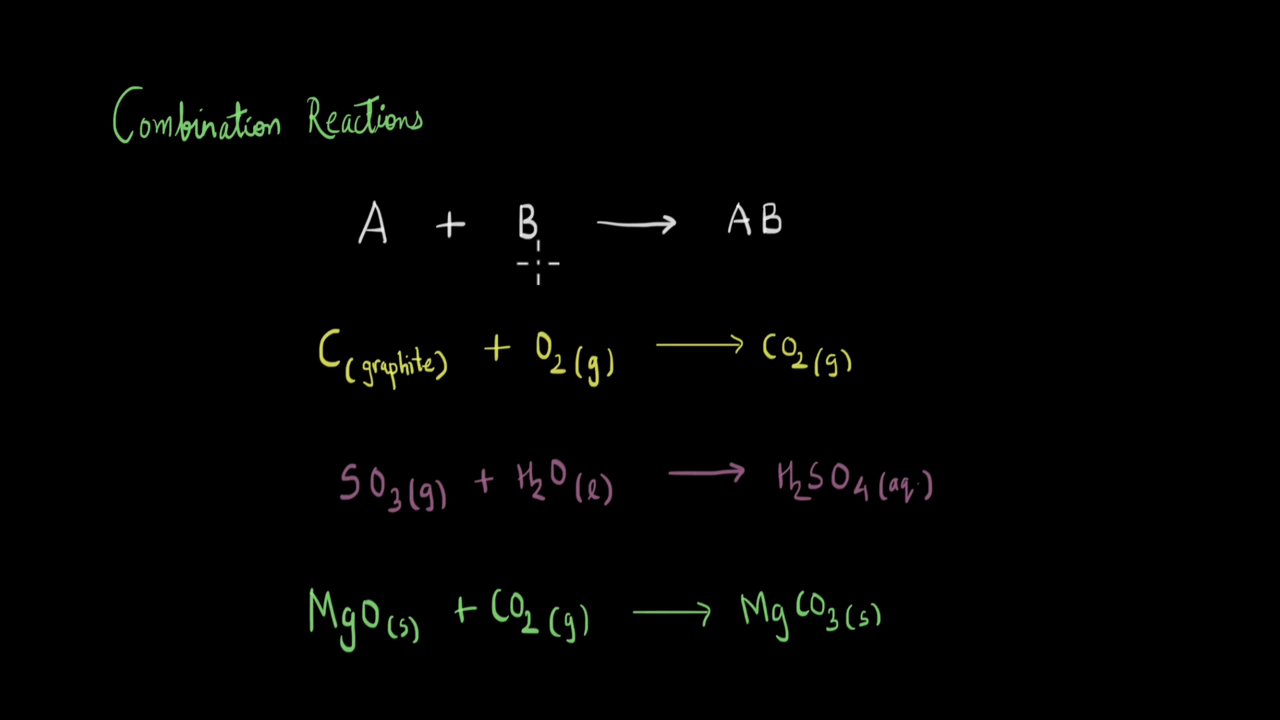 Combination Reactions
A + B ⟶ AB
C(graphite) + O₂(g) ⟶ CO₂(g)
SO₃(g) + H₂O(l) ⟶ H₂SO₄(aq.)
MgO(s) + CO₂(g) ⟶ MgCO₃(s)